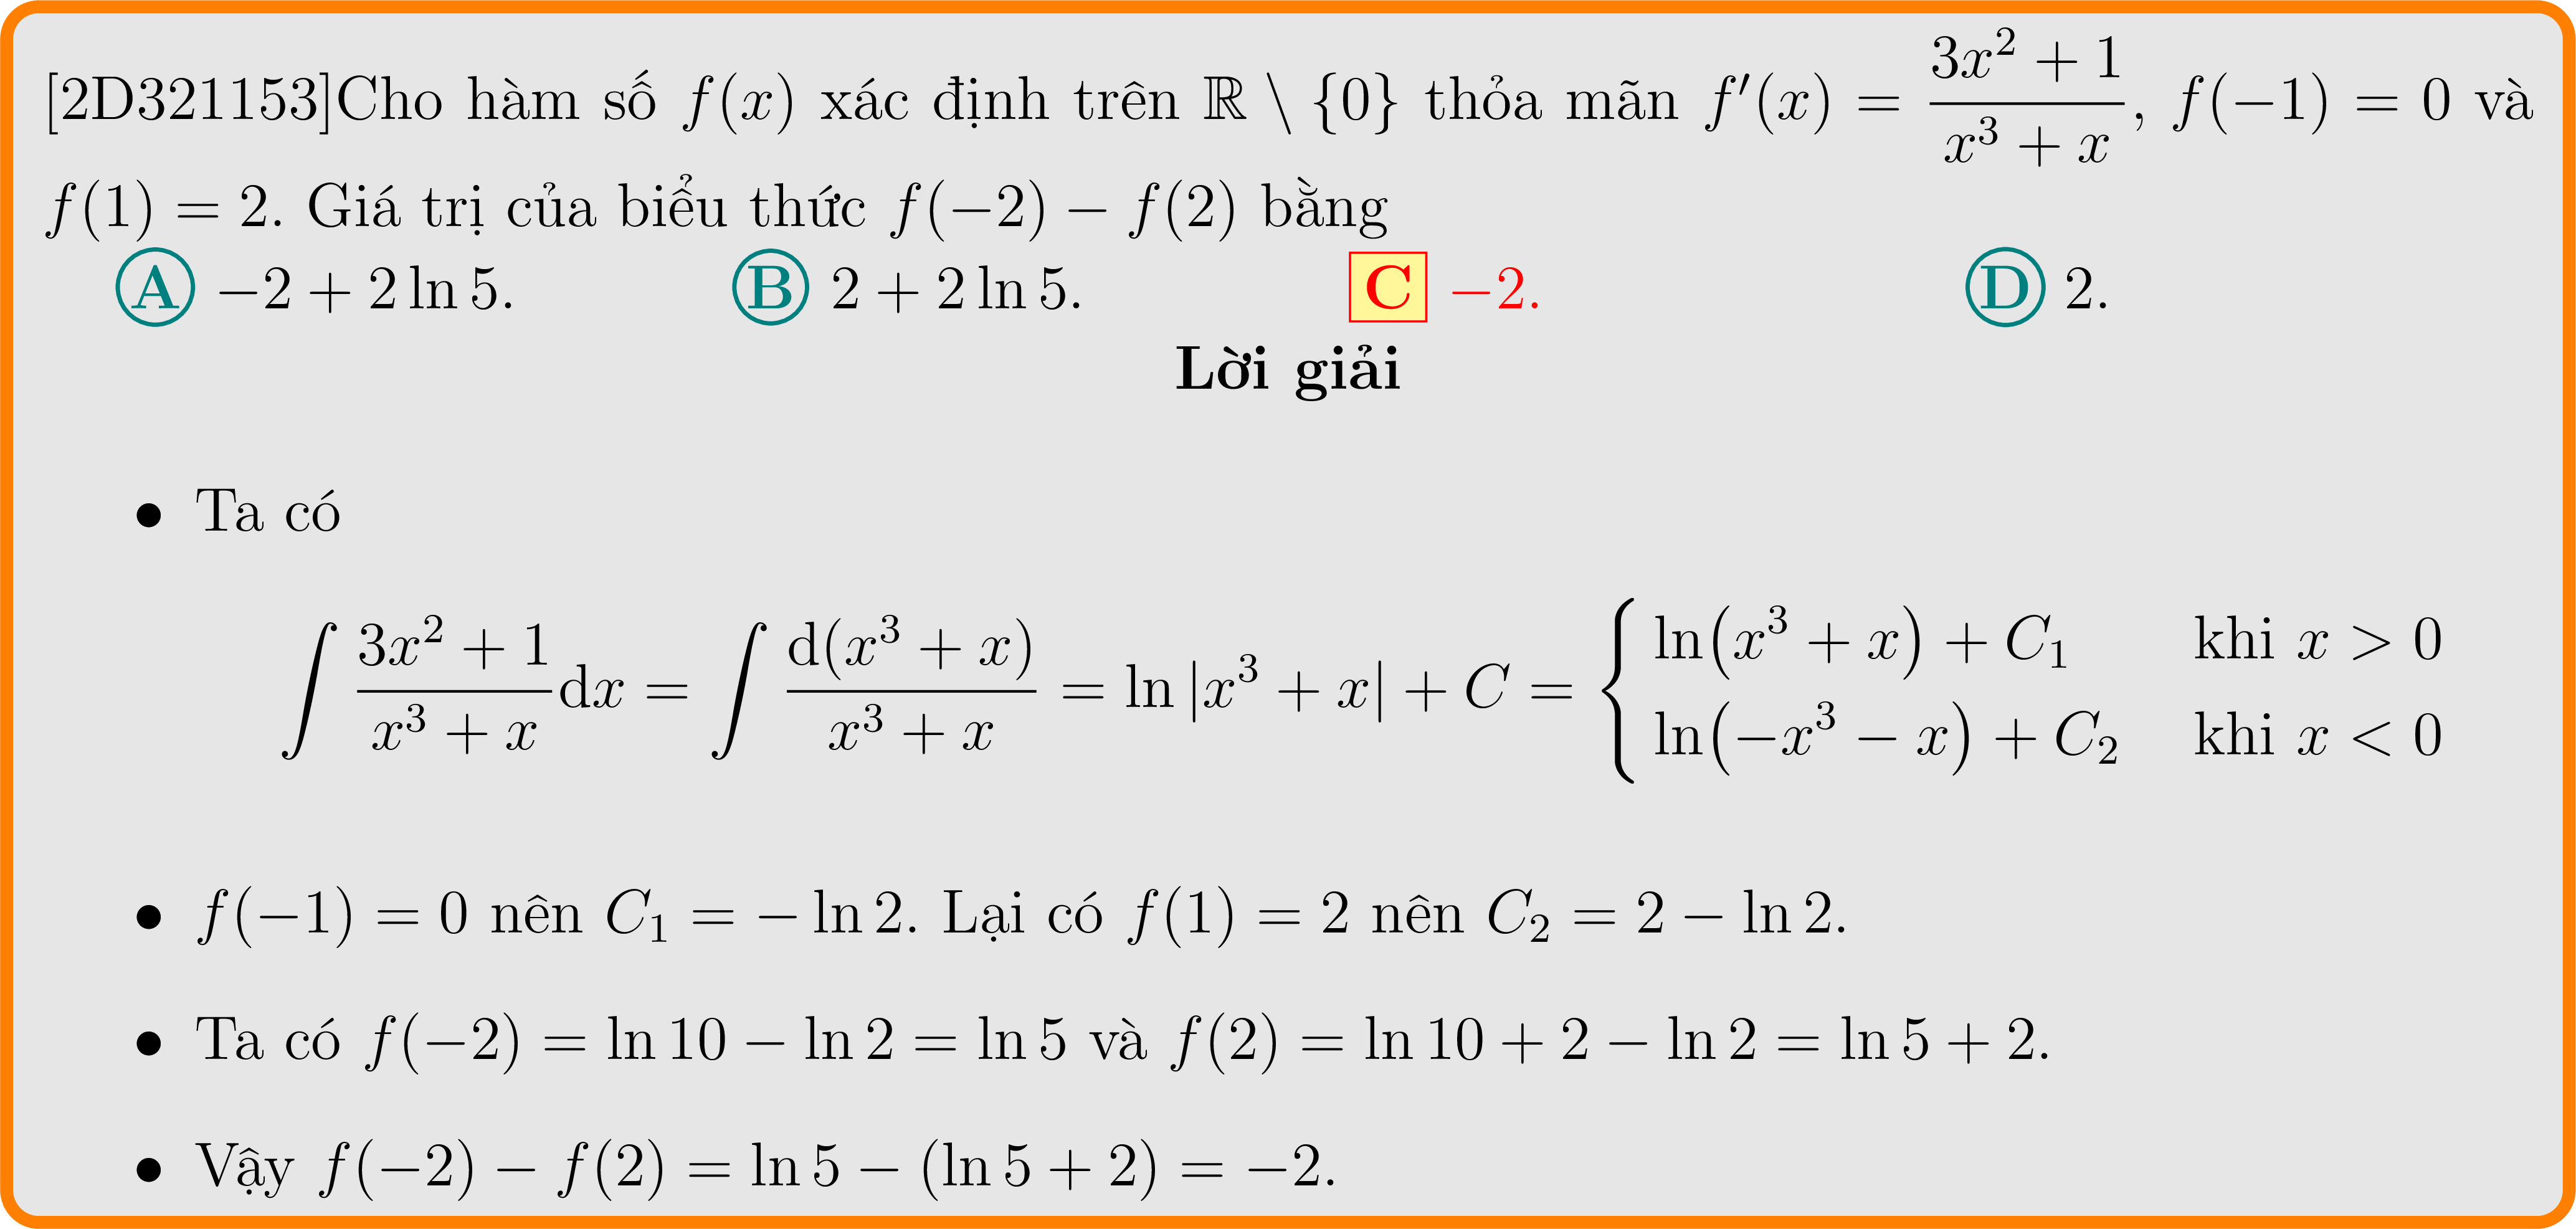 [2D321153]Cho hàm số f(x) xác định trên ℝ \ {0} thỏa mãn f′(x) = \frac{3x^2 + 1}{x^3 + x}, f(−1) = 0 và
f(1) = 2. Giá trị của biểu thức f(−2) − f(2) bằng
A −2 + 2 ln 5. B 2 + 2 ln 5. C −2. D 2.
Lời giải
• Ta có
\int \frac{3x^2 + 1}{x^3 + x} dx = \int \frac{d(x^3 + x)}{x^3 + x} = \ln |x^3 + x| + C = \begin{cases} \ln(x^3 + x) + C_1 & \text{khi } x > 0 \\ \ln(-x^3 - x) + C_2 & \text{khi } x < 0 \end{cases}
• f(−1) = 0 nên C_1 = − ln 2. Lại có f(1) = 2 nên C_2 = 2 − ln 2.
• Ta có f(−2) = ln 10 − ln 2 = ln 5 và f(2) = ln 10 + 2 − ln 2 = ln 5 + 2.
• Vậy f(−2) − f(2) = ln 5 − (ln 5 + 2) = −2.